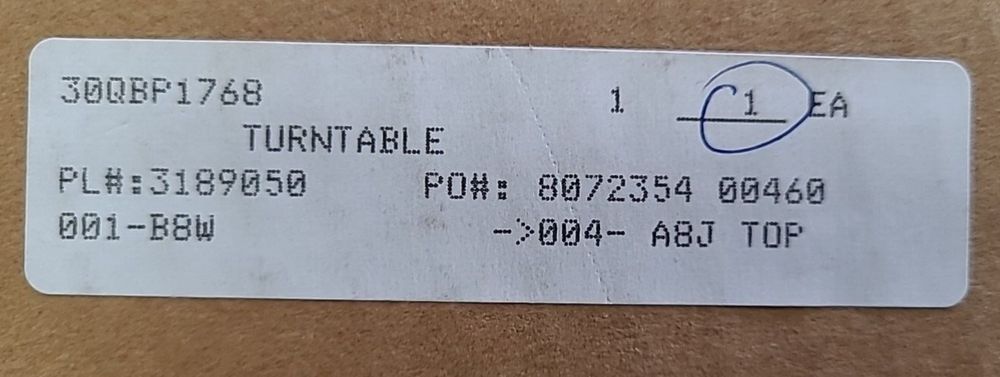 30QBP1768 1 1 EA
TURNTABLE
PL#:3189050 PO#: 8072354 00460
001-B8W ->004- A8J TOP